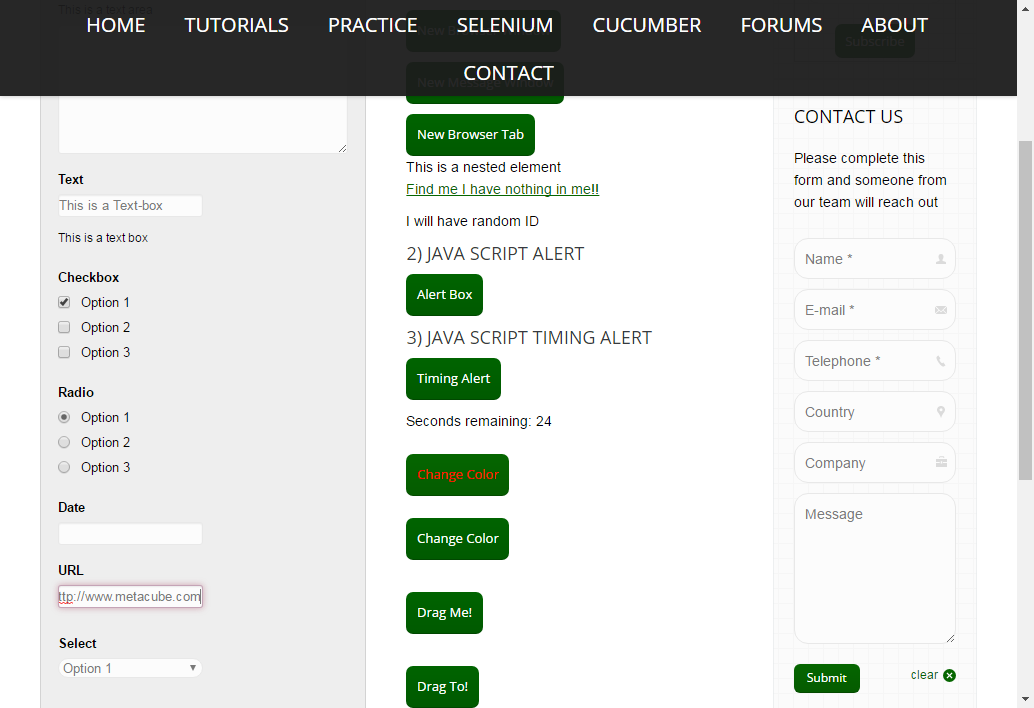 HOME TUTORIALS PRACTICE SELENIUM CUCUMBER FORUMS ABOUT
CONTACT
This is a text area
Text
This is a Text-box
This is a text box
Checkbox
Option 1
Option 2
Option 3
Radio
Option 1
Option 2
Option 3
Date
URL
ttp://www.metacube.com
Select
Option 1
New Message Window
New Browser Tab
This is a nested element
Find me I have nothing in me!!
I will have random ID
2) JAVA SCRIPT ALERT
Alert Box
3) JAVA SCRIPT TIMING ALERT
Timing Alert
Seconds remaining: 24
Change Color
Change Color
Drag Me!
Drag To!
Subscribe
CONTACT US
Please complete this
form and someone from
our team will reach out
Name *
E-mail *
Telephone *
Country
Company
Message
Submit
clear